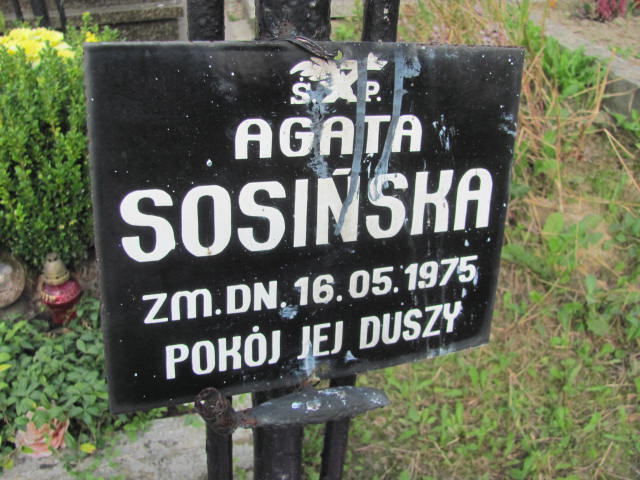 Ś. P.
AGATA
SOSIŃSKA
ZM. DN. 16.05.1975
POKÓJ JEJ DUSZY